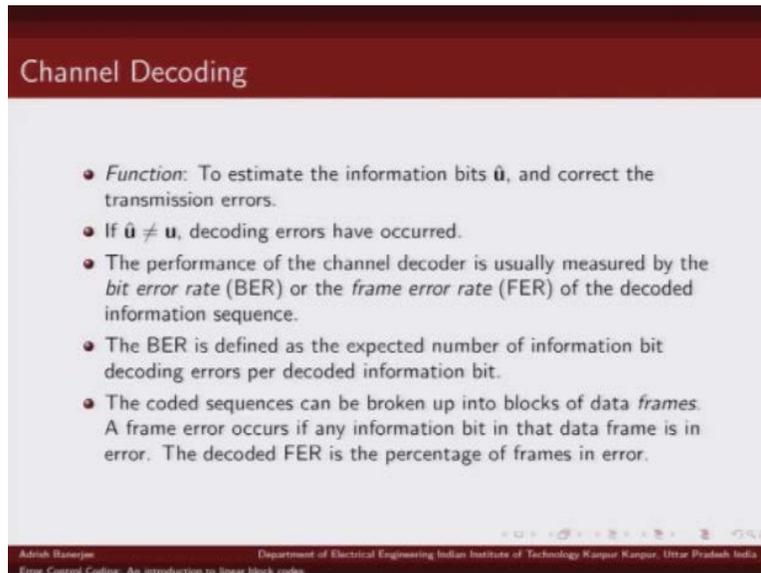 Channel Decoding
Function: To estimate the information bits û, and correct the
transmission errors.
If û ≠ u, decoding errors have occurred.
The performance of the channel decoder is usually measured by the
bit error rate (BER) or the frame error rate (FER) of the decoded
information sequence.
The BER is defined as the expected number of information bit
decoding errors per decoded information bit.
The coded sequences can be broken up into blocks of data frames.
A frame error occurs if any information bit in that data frame is in
error. The decoded FER is the percentage of frames in error.
Adrish Banerjee Department of Electrical Engineering Indian Institute of Technology Kanpur Kanpur, Uttar Pradesh India
Error Control Coding: An introduction to linear block codes